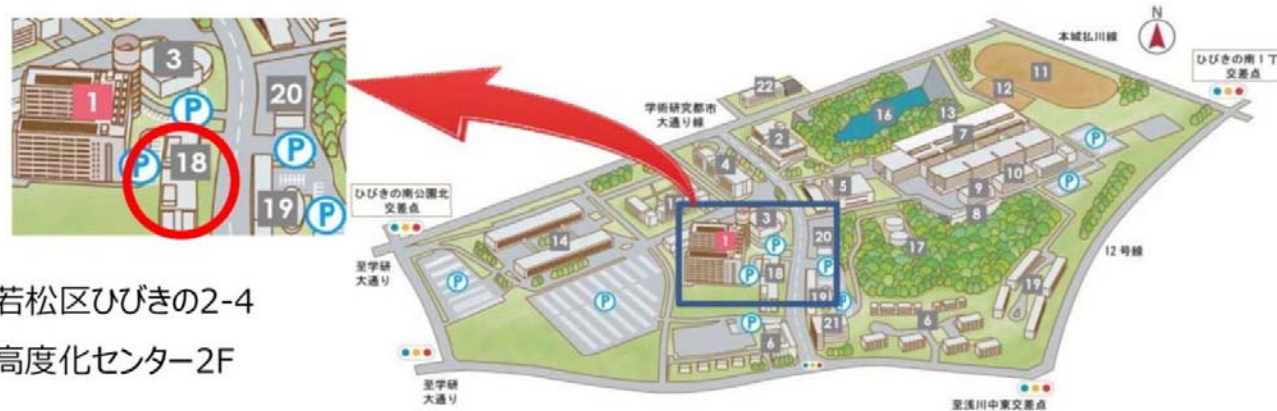 3
1
20
18
19
若松区ひびきの2-4
高度化センター2F
N
本城払川線
ひびきの南1丁
交差点
11
12
22
学術研究都市
大通り線
16
13
2
7
4
5
10
9
8
ひびきの南公園北
交差点
3
1
20
14
17
12号線
18
19
19
21
6
6
至学研
大通り
P
P
P
P
P
P
P
P
P
P
P
至学研
大通り
至浅川中東交差点